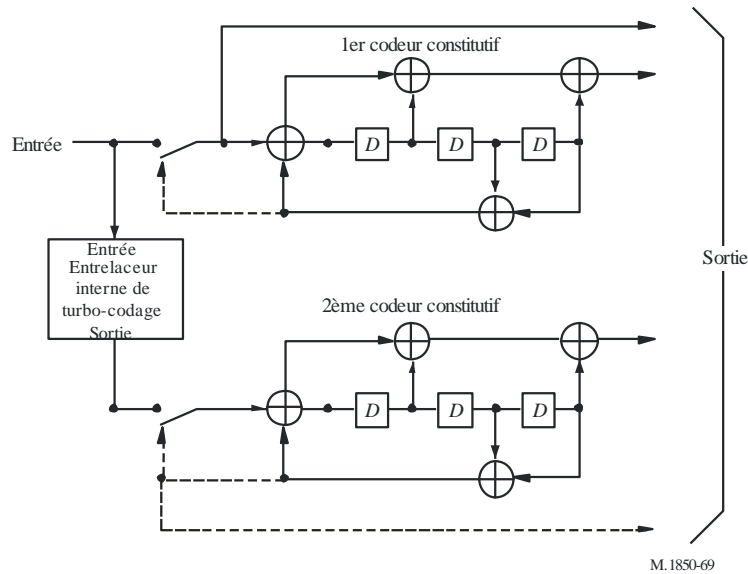 1er codeur constitutif
Entrée
D
D
D
Entrée
Entrelaceur
interne de
turbo-codage
Sortie
Sortie
2ème codeur constitutif
D
D
D
M.1850-69